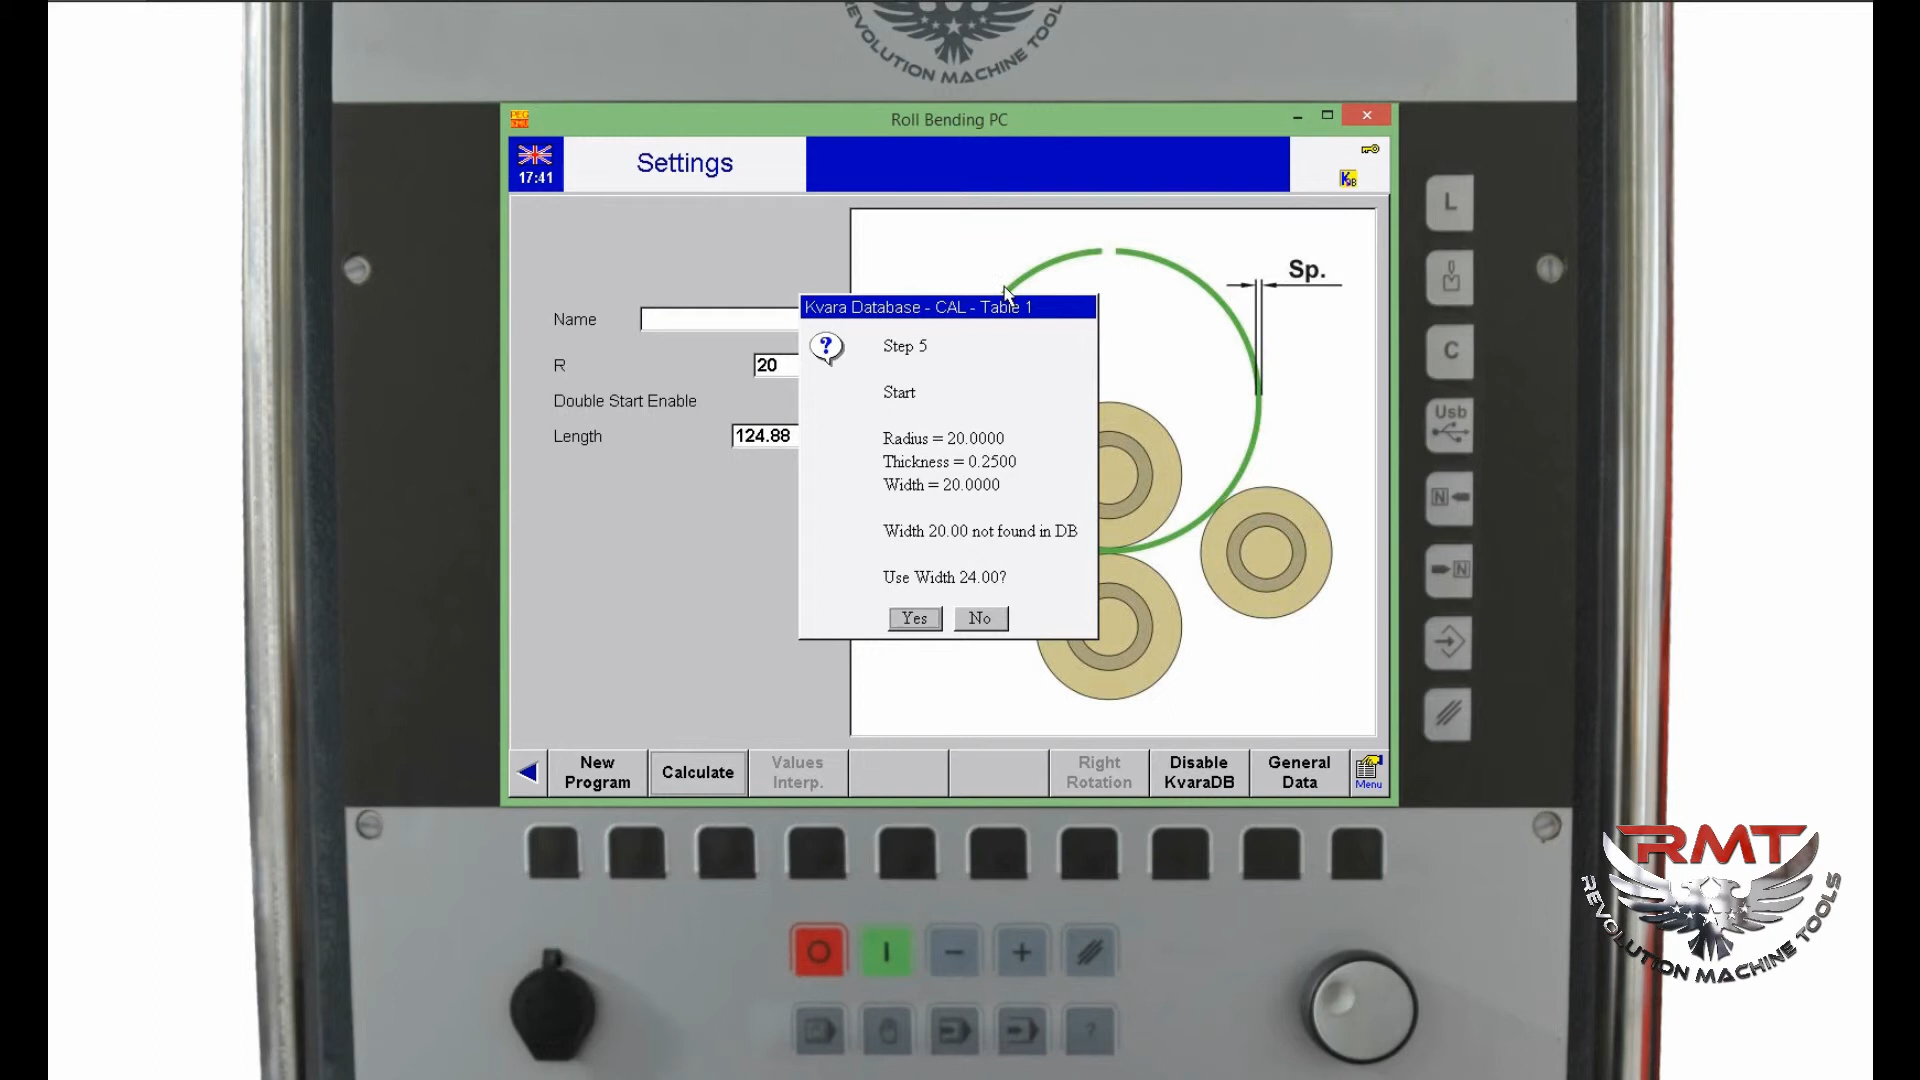 REVOLUTION MACHINE TOOLS
Roll Bending PC
17:41
Settings
Sp.
Name
R
20
Double Start Enable
Length
124.88
Kvara Database - CAL - Table 1
?
Step 5
Start
Radius = 20.0000
Thickness = 0.2500
Width = 20.0000
Width 20.00 not found in DB
Use Width 24.00?
Yes
No
New
Program
Calculate
Values
Interp.
Right
Rotation
Disable
KvaraDB
General
Data
Menu
L
C
Usb
N
N
RMT
REVOLUTION MACHINE TOOLS